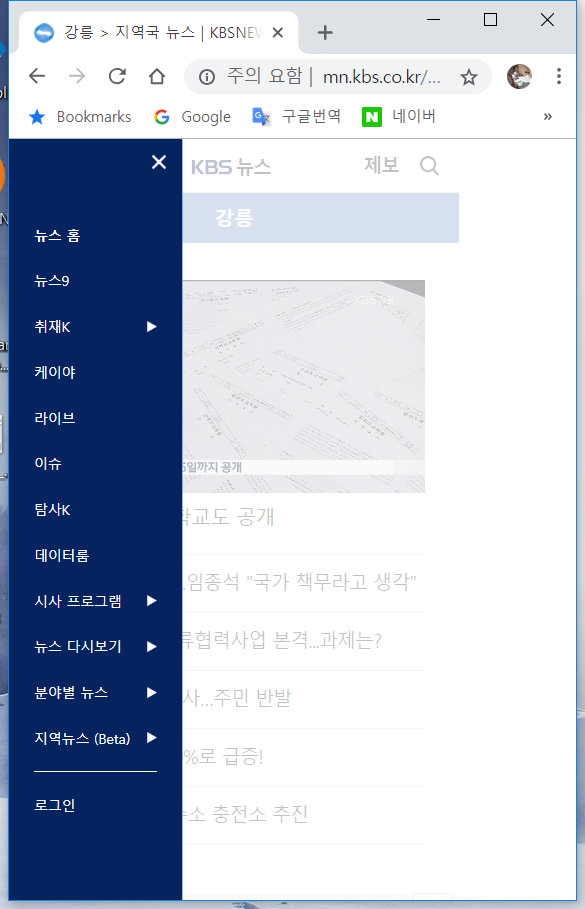 강릉 > 지역국 뉴스 | KBSNEW
주의 요함 | mn.kbs.co.kr/...
Bookmarks Google 구글번역 네이버 »
KBS 뉴스 제보
강릉
뉴스 홈
뉴스9
취재K
케이야
라이브
이슈
탐사K
데이터룸
시사 프로그램
뉴스 다시보기
분야별 뉴스
지역뉴스 (Beta)
로그인
5일까지 공개
학교도 공개
임종석 "국가 책무라고 생각"
류협력사업 본격...과제는?
사...주민 반발
%로 급증!
수소 충전소 추진